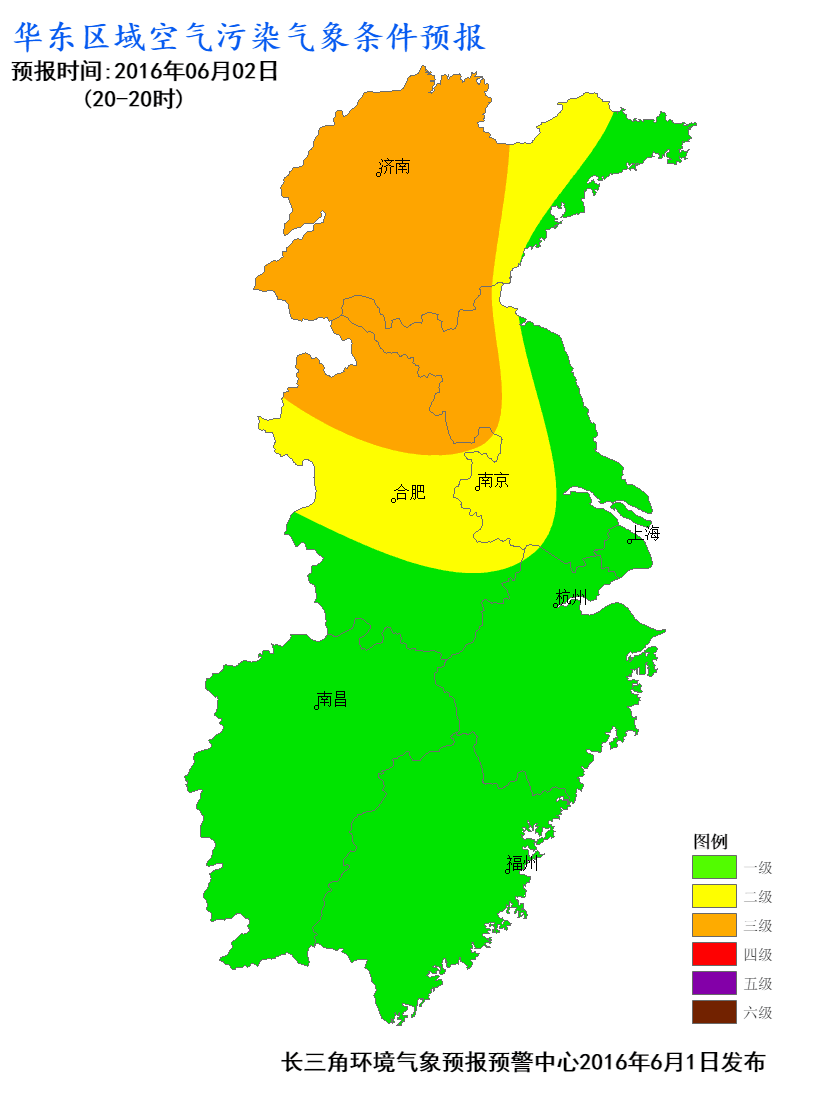 华东区域空气污染气象条件预报
预报时间:2016年06月02日
(20-20时)
济南
合肥
南京
上海
杭州
南昌
福州
图例
一级
二级
三级
四级
五级
六级
长三角环境气象预报预警中心2016年6月1日发布